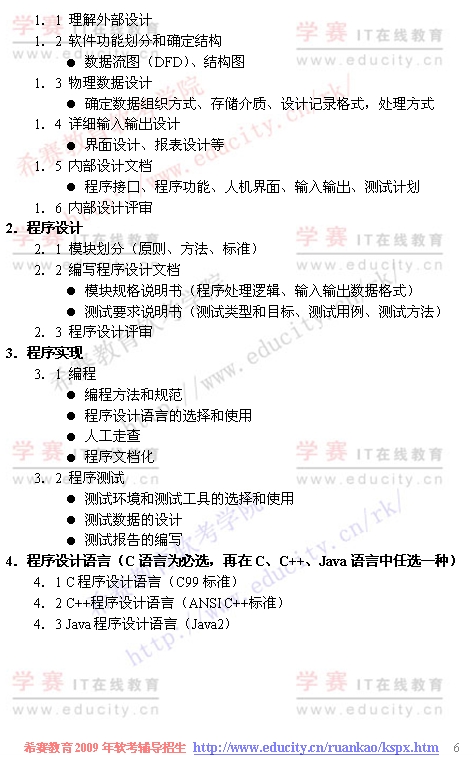 1．1 理解外部设计
1．2 软件功能划分和确定结构
● 数据流图（DFD）、结构图
1．3 物理数据设计
● 确定数据组织方式、存储介质、设计记录格式，处理方式
1．4 详细输入输出设计
● 界面设计、报表设计等
1．5 内部设计文档
● 程序接口、程序功能、人机界面、输入输出、测试计划
1．6 内部设计评审
2．程序设计
2．1 模块划分（原则、方法、标准）
2．2 编写程序设计文档
● 模块规格说明书（程序处理逻辑、输入输出数据格式）
● 测试要求说明书（测试类型和目标、测试用例、测试方法）
2．3 程序设计评审
3．程序实现
3．1 编程
● 编程方法和规范
● 程序设计语言的选择和使用
● 人工走查
● 程序文档化
3．2 程序测试
● 测试环境和测试工具的选择和使用
● 测试数据的设计
● 测试报告的编写
4．程序设计语言（C 语言为必选，再在 C、C++、Java 语言中任选一种）
4．1 C 程序设计语言（C99 标准）
4．2 C++程序设计语言（ANSI C++标准）
4．3 Java 程序设计语言（Java2）
学赛 IT在线教育
www.educity.cn
希赛教育软考学院
http://www.educity.cn/rk/
希赛教育 2009 年软考辅导招生 http://www.educity.cn/ruankao/kspx.htm 6